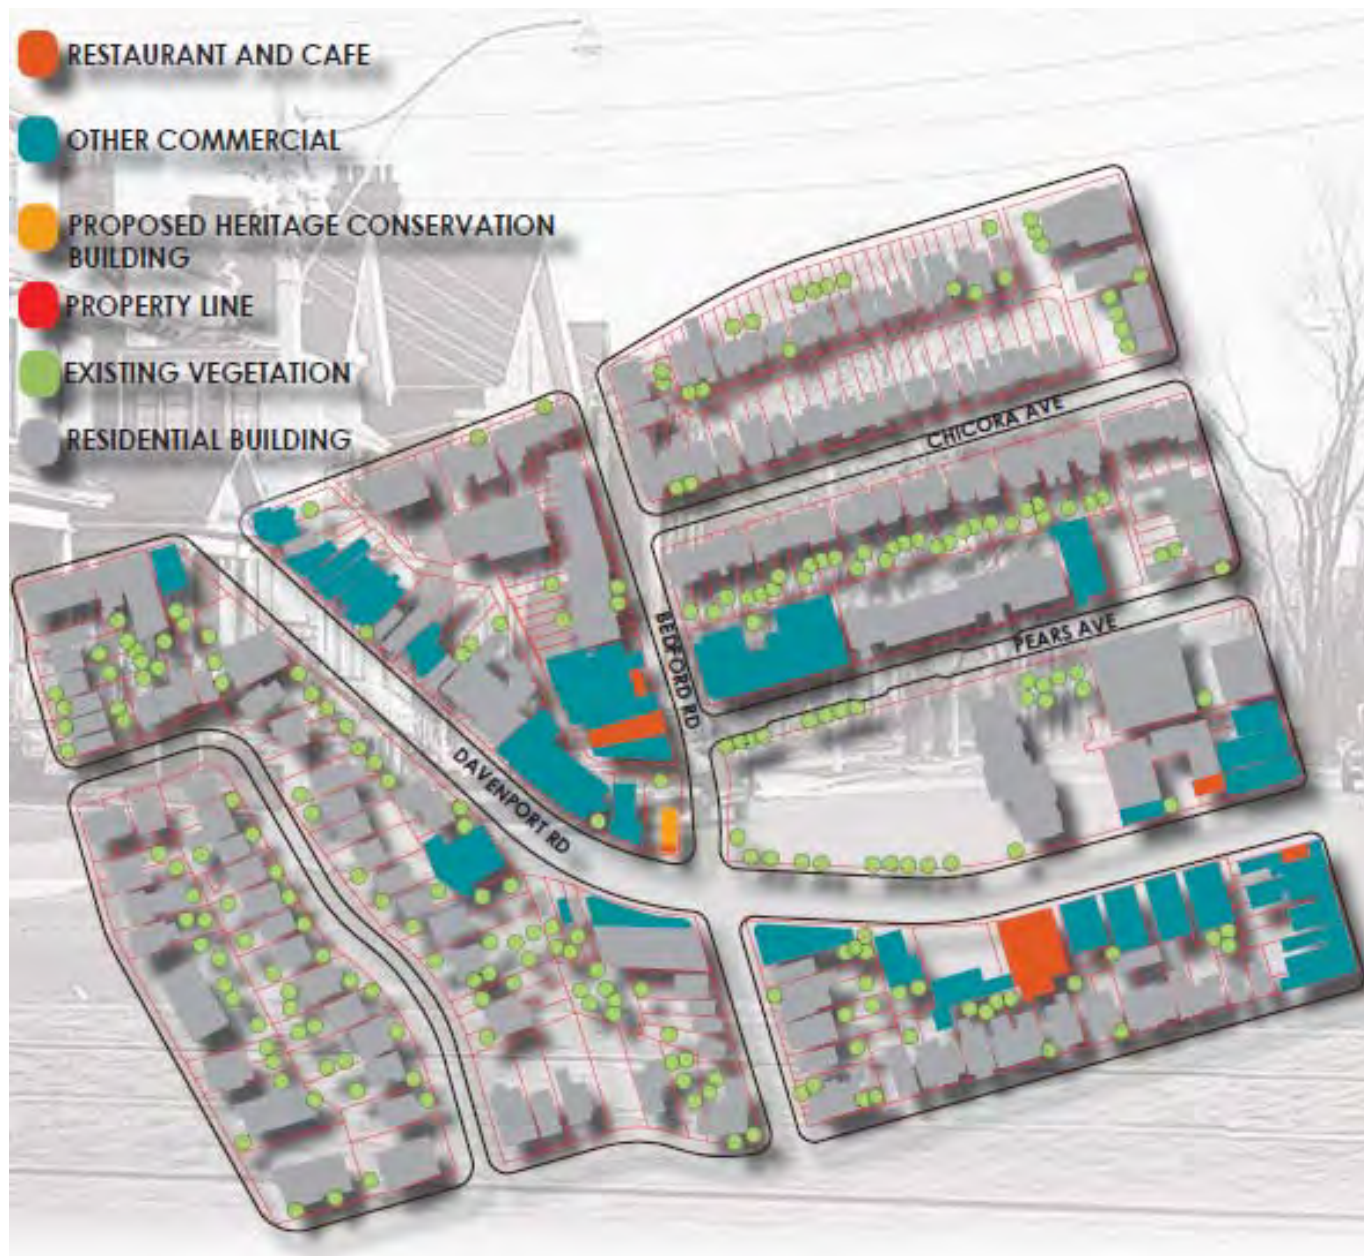 RESTAURANT AND CAFE
OTHER COMMERCIAL
PROPOSED HERITAGE CONSERVATION
BUILDING
PROPERTY LINE
EXISTING VEGETATION
RESIDENTIAL BUILDING
CHICORA AVE
PEARS AVE
BEDFORD RD
DAVENPORT RD